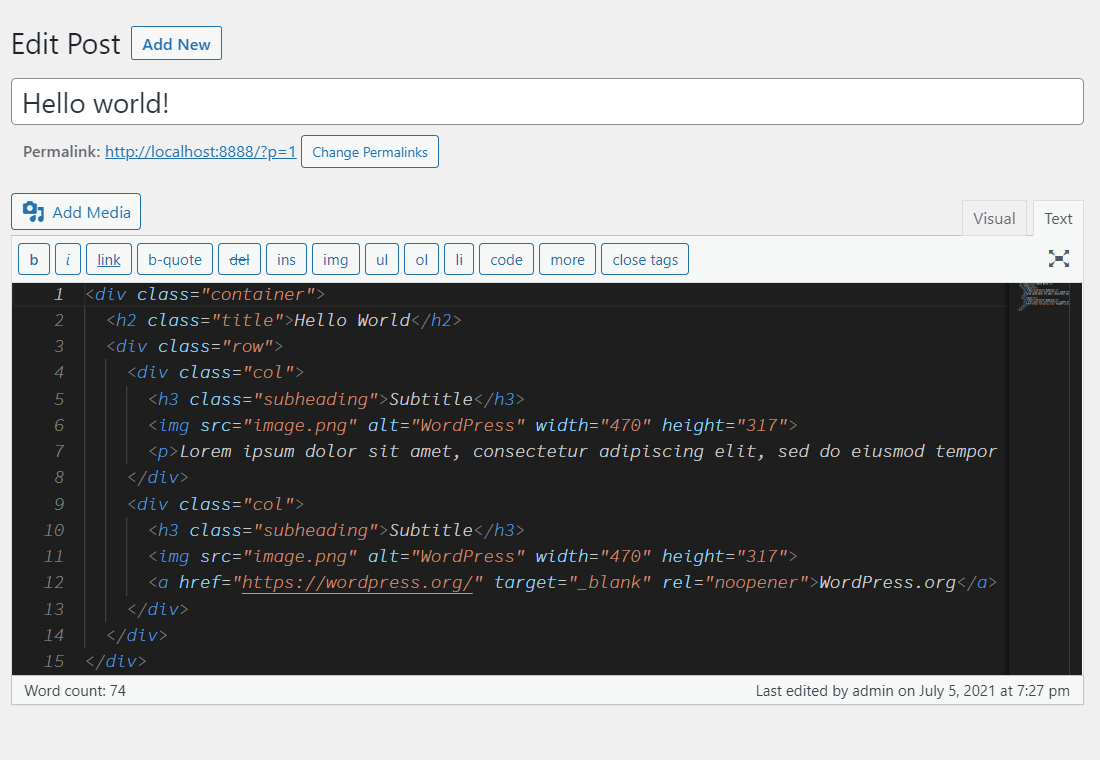 Edit Post Add New
Hello world!
Permalink: http://localhost:8888/?p=1 Change Permalinks
Add Media Visual Text
b i link b-quote del ins img ul ol li code more close tags
1 <div class="container">
2 <h2 class="title">Hello World</h2>
3 <div class="row">
4 <div class="col">
5 <h3 class="subheading">Subtitle</h3>
6 <img src="image.png" alt="WordPress" width="470" height="317">
7 <p>Lorem ipsum dolor sit amet, consectetur adipiscing elit, sed do eiusmod tempor
8 </div>
9 <div class="col">
10 <h3 class="subheading">Subtitle</h3>
11 <img src="image.png" alt="WordPress" width="470" height="317">
12 <a href="https://wordpress.org/" target="_blank" rel="noopener">WordPress.org</a>
13 </div>
14 </div>
15 </div>
Word count: 74 Last edited by admin on July 5, 2021 at 7:27 pm